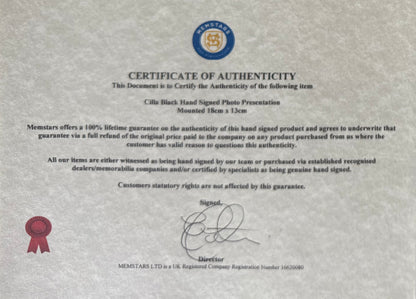 MEMSTARS
CERTIFICATE OF AUTHENTICITY
This Document is to Certify the Authenticity of the following item
Cilla Black Hand Signed Photo Presentation
Mounted 18cm x 13cm
Memstars offers a 100% lifetime guarantee on the authenticity of this hand signed product and agrees to underwrite that
guarantee via a full refund of the original price paid to the company on any product purchased from us where the
customer has valid reason to questions this authenticity.
All our items are either witnessed as being hand signed by our team or purchased via established recognised
dealers/memorabilia companies and/or certified by specialists as being genuine hand signed.
Customers statutory rights are not affected by this guarantee.
Signed.
Director
MEMSTARS LTD is a UK Registered Company Registration Number 16620080